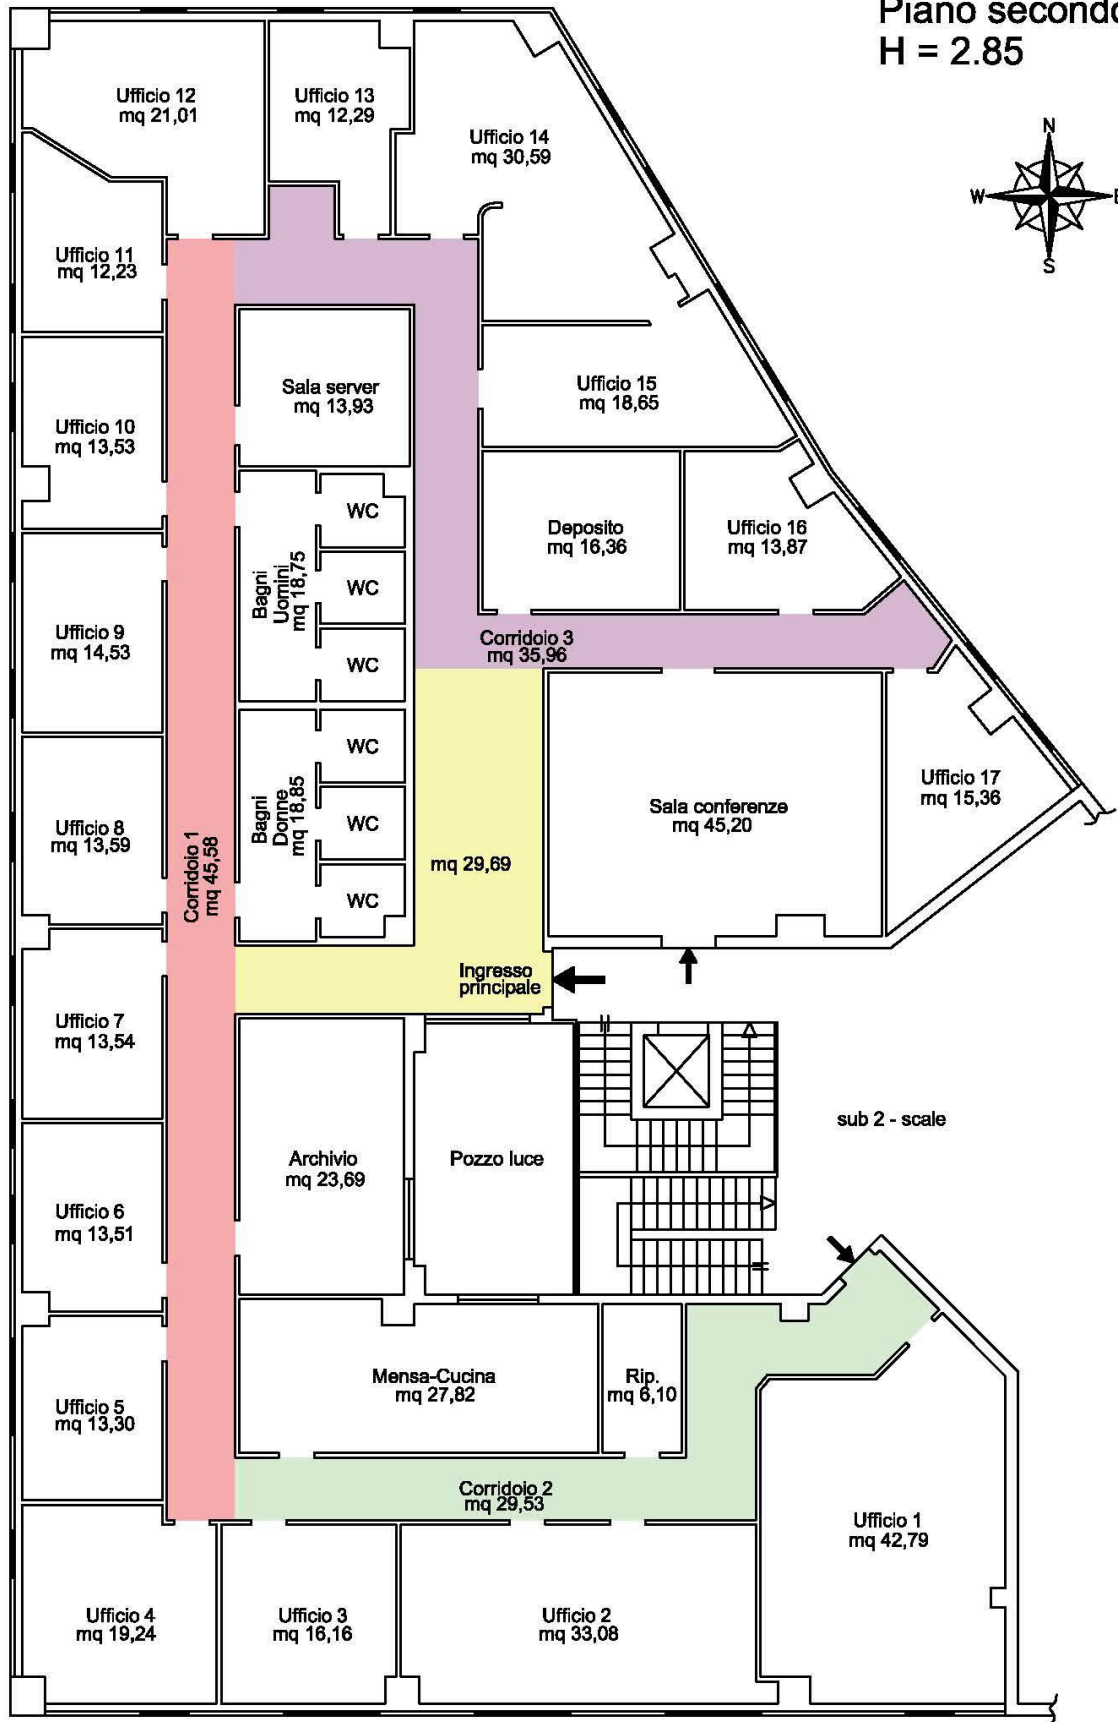 Piano secondo
H = 2.85
N
W
E
S
Ufficio 12
mq 21,01
Ufficio 13
mq 12,29
Ufficio 14
mq 30,59
Ufficio 11
mq 12,23
Sala server
mq 13,93
Ufficio 15
mq 18,65
Ufficio 10
mq 13,53
WC
Deposito
mq 16,36
Ufficio 16
mq 13,87
Bagni
Uomini
mq 18,75
WC
Ufficio 9
mq 14,53
WC
Corridoio 3
mq 35,96
WC
Ufficio 17
mq 15,36
Sala conferenze
mq 45,20
Bagni
Donne
mq 18,85
WC
Ufficio 8
mq 13,59
Corridoio 1
mq 45,58
mq 29,69
WC
Ingresso
principale
Ufficio 7
mq 13,54
sub 2 - scale
Archivio
mq 23,69
Pozzo luce
Ufficio 6
mq 13,51
Mensa-Cucina
mq 27,82
Rip.
mq 6,10
Ufficio 5
mq 13,30
Corridoio 2
mq 29,53
Ufficio 1
mq 42,79
Ufficio 4
mq 19,24
Ufficio 3
mq 16,16
Ufficio 2
mq 33,08